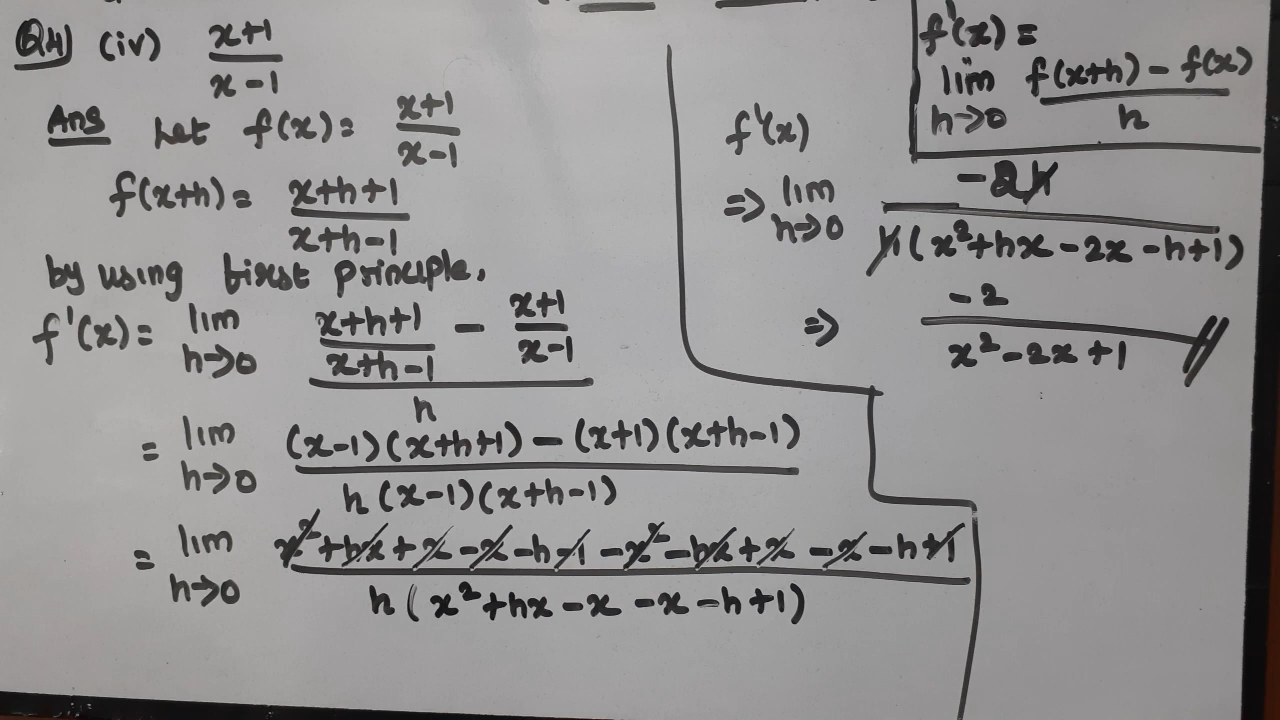 Q4) (iv) x+1 / x-1
Ans Let f(x) = x+1 / x-1
f(x+h) = x+h+1 / x+h-1
by using first principle.
f'(x) = lim h→0 (x+h+1 / x+h-1 - x+1 / x-1) / h
= lim h→0 (x-1)(x+h+1) - (x+1)(x+h-1) / h(x-1)(x+h-1)
= lim h→0 x²+hx+x-x-h-1-x²-hx+x-x-h+1 / h(x²+hx-x-x-h+1)
f'(x) =
lim h→0 f(x+h) - f(x) / h
f'(x)
⇒ lim h→0 -2h / h(x²+hx-2x-h+1)
⇒ -2 / x²-2x+1 //